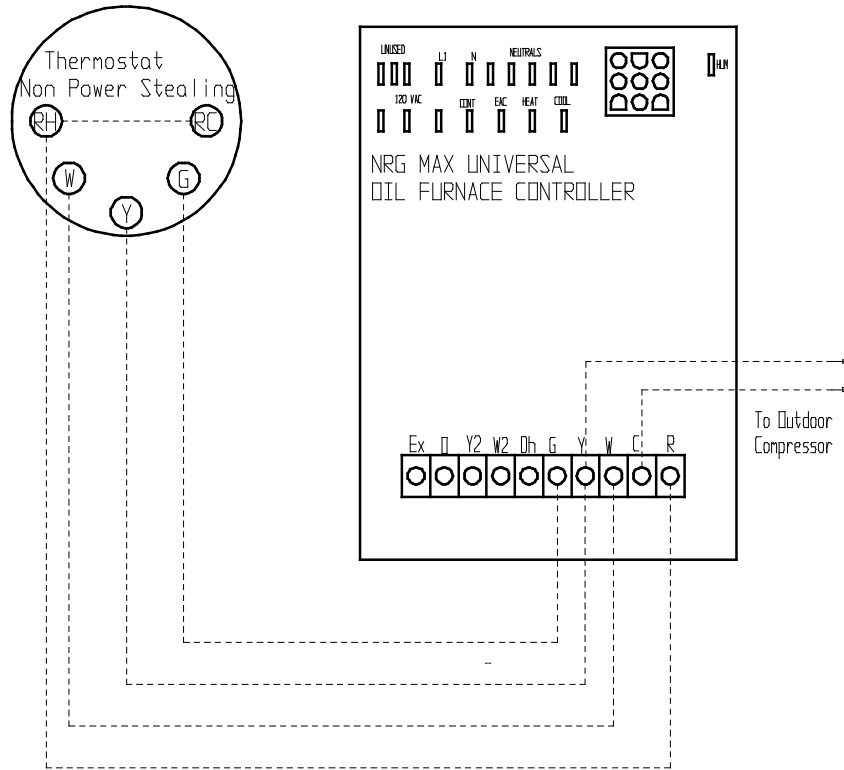 Thermostat
Non Power Stealing
RH RC
W G
Y
UNUSED L1 N NEUTRALS
HUM
120 VAC CONT EAC HEAT COOL
NRG MAX UNIVERSAL
OIL FURNACE CONTROLLER
To Outdoor
Compressor
Ex O Y2 W2 Dh G Y W C R